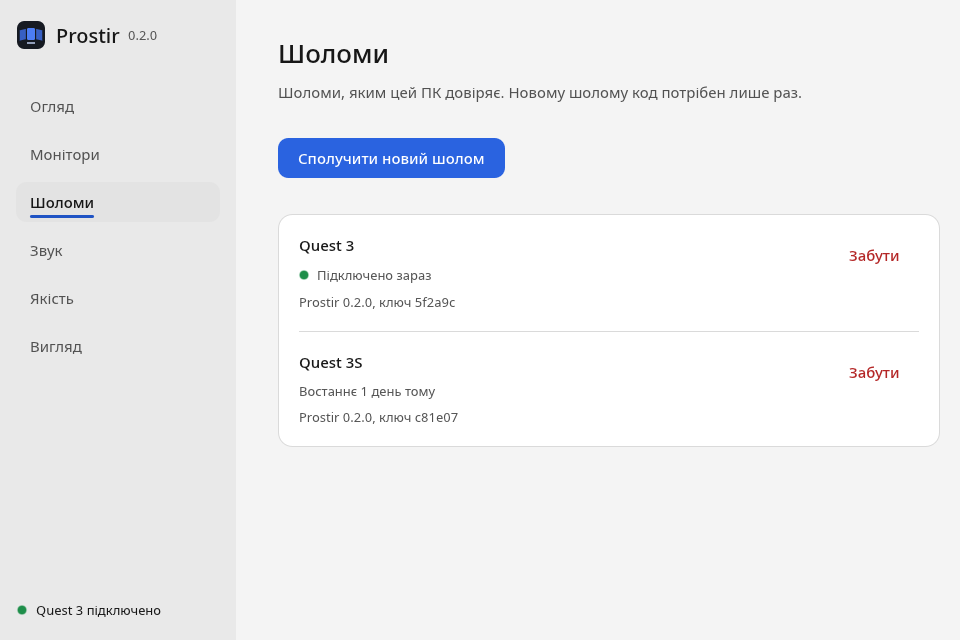 Prostir 0.2.0
Огляд
Монітори
Шоломи
Звук
Якість
Вигляд
Quest 3 підключено
Шоломи
Шоломи, яким цей ПК довіряє. Новому шолому код потрібен лише раз.
Сполучити новий шолом
Quest 3
Підключено зараз
Prostir 0.2.0, ключ 5f2a9c
Забути
Quest 3S
Востаннє 1 день тому
Prostir 0.2.0, ключ c81e07
Забути